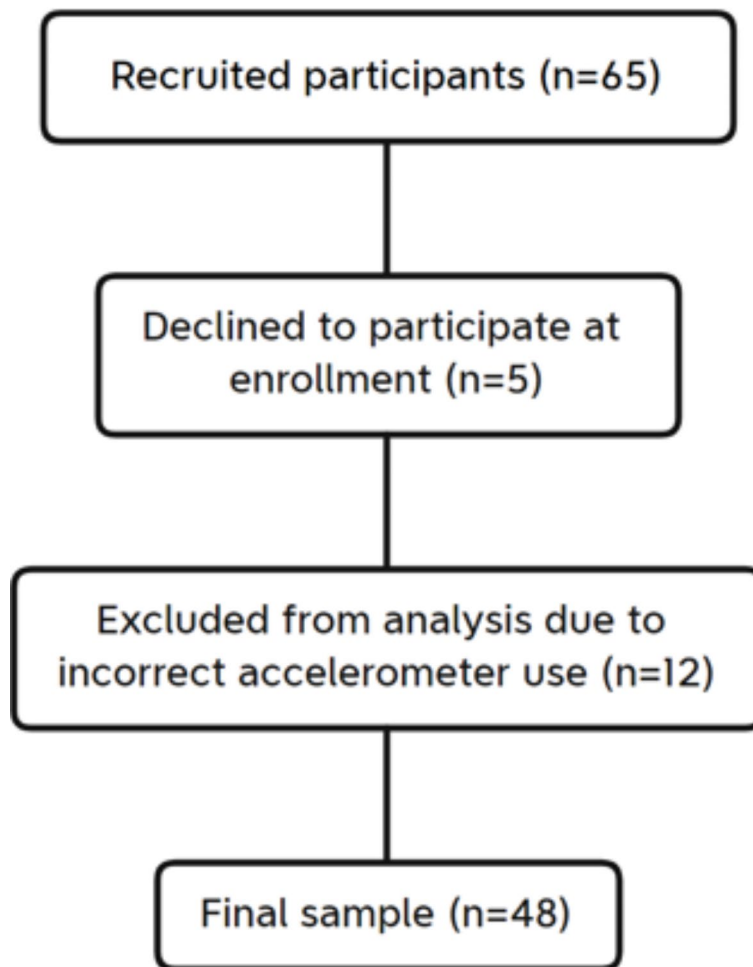 Recruited participants (n=65)
Declined to participate at
enrollment (n=5)
Excluded from analysis due to
incorrect accelerometer use (n=12)
Final sample (n=48)